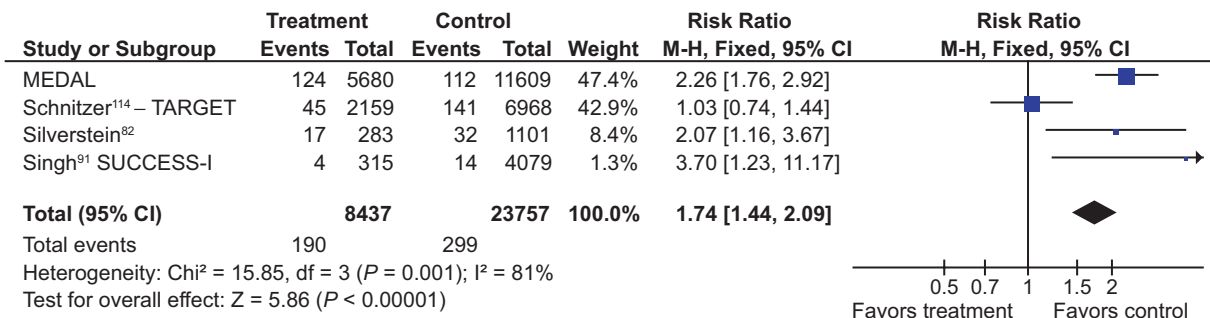 Treatment Control Risk Ratio Risk Ratio
Study or Subgroup Events Total Events Total Weight M-H, Fixed, 95% CI M-H, Fixed, 95% CI
MEDAL 124 5680 112 11609 47.4% 2.26 [1.76, 2.92]
Schnitzer¹¹⁴ – TARGET 45 2159 141 6968 42.9% 1.03 [0.74, 1.44]
Silverstein⁸² 17 283 32 1101 8.4% 2.07 [1.16, 3.67]
Singh⁹¹ SUCCESS-I 4 315 14 4079 1.3% 3.70 [1.23, 11.17]
Total (95% CI) 8437 23757 100.0% 1.74 [1.44, 2.09]
Total events 190 299
Heterogeneity: Chi² = 15.85, df = 3 (P = 0.001); I² = 81%
Test for overall effect: Z = 5.86 (P < 0.00001)
0.5 0.7 1 1.5 2
Favors treatment Favors control